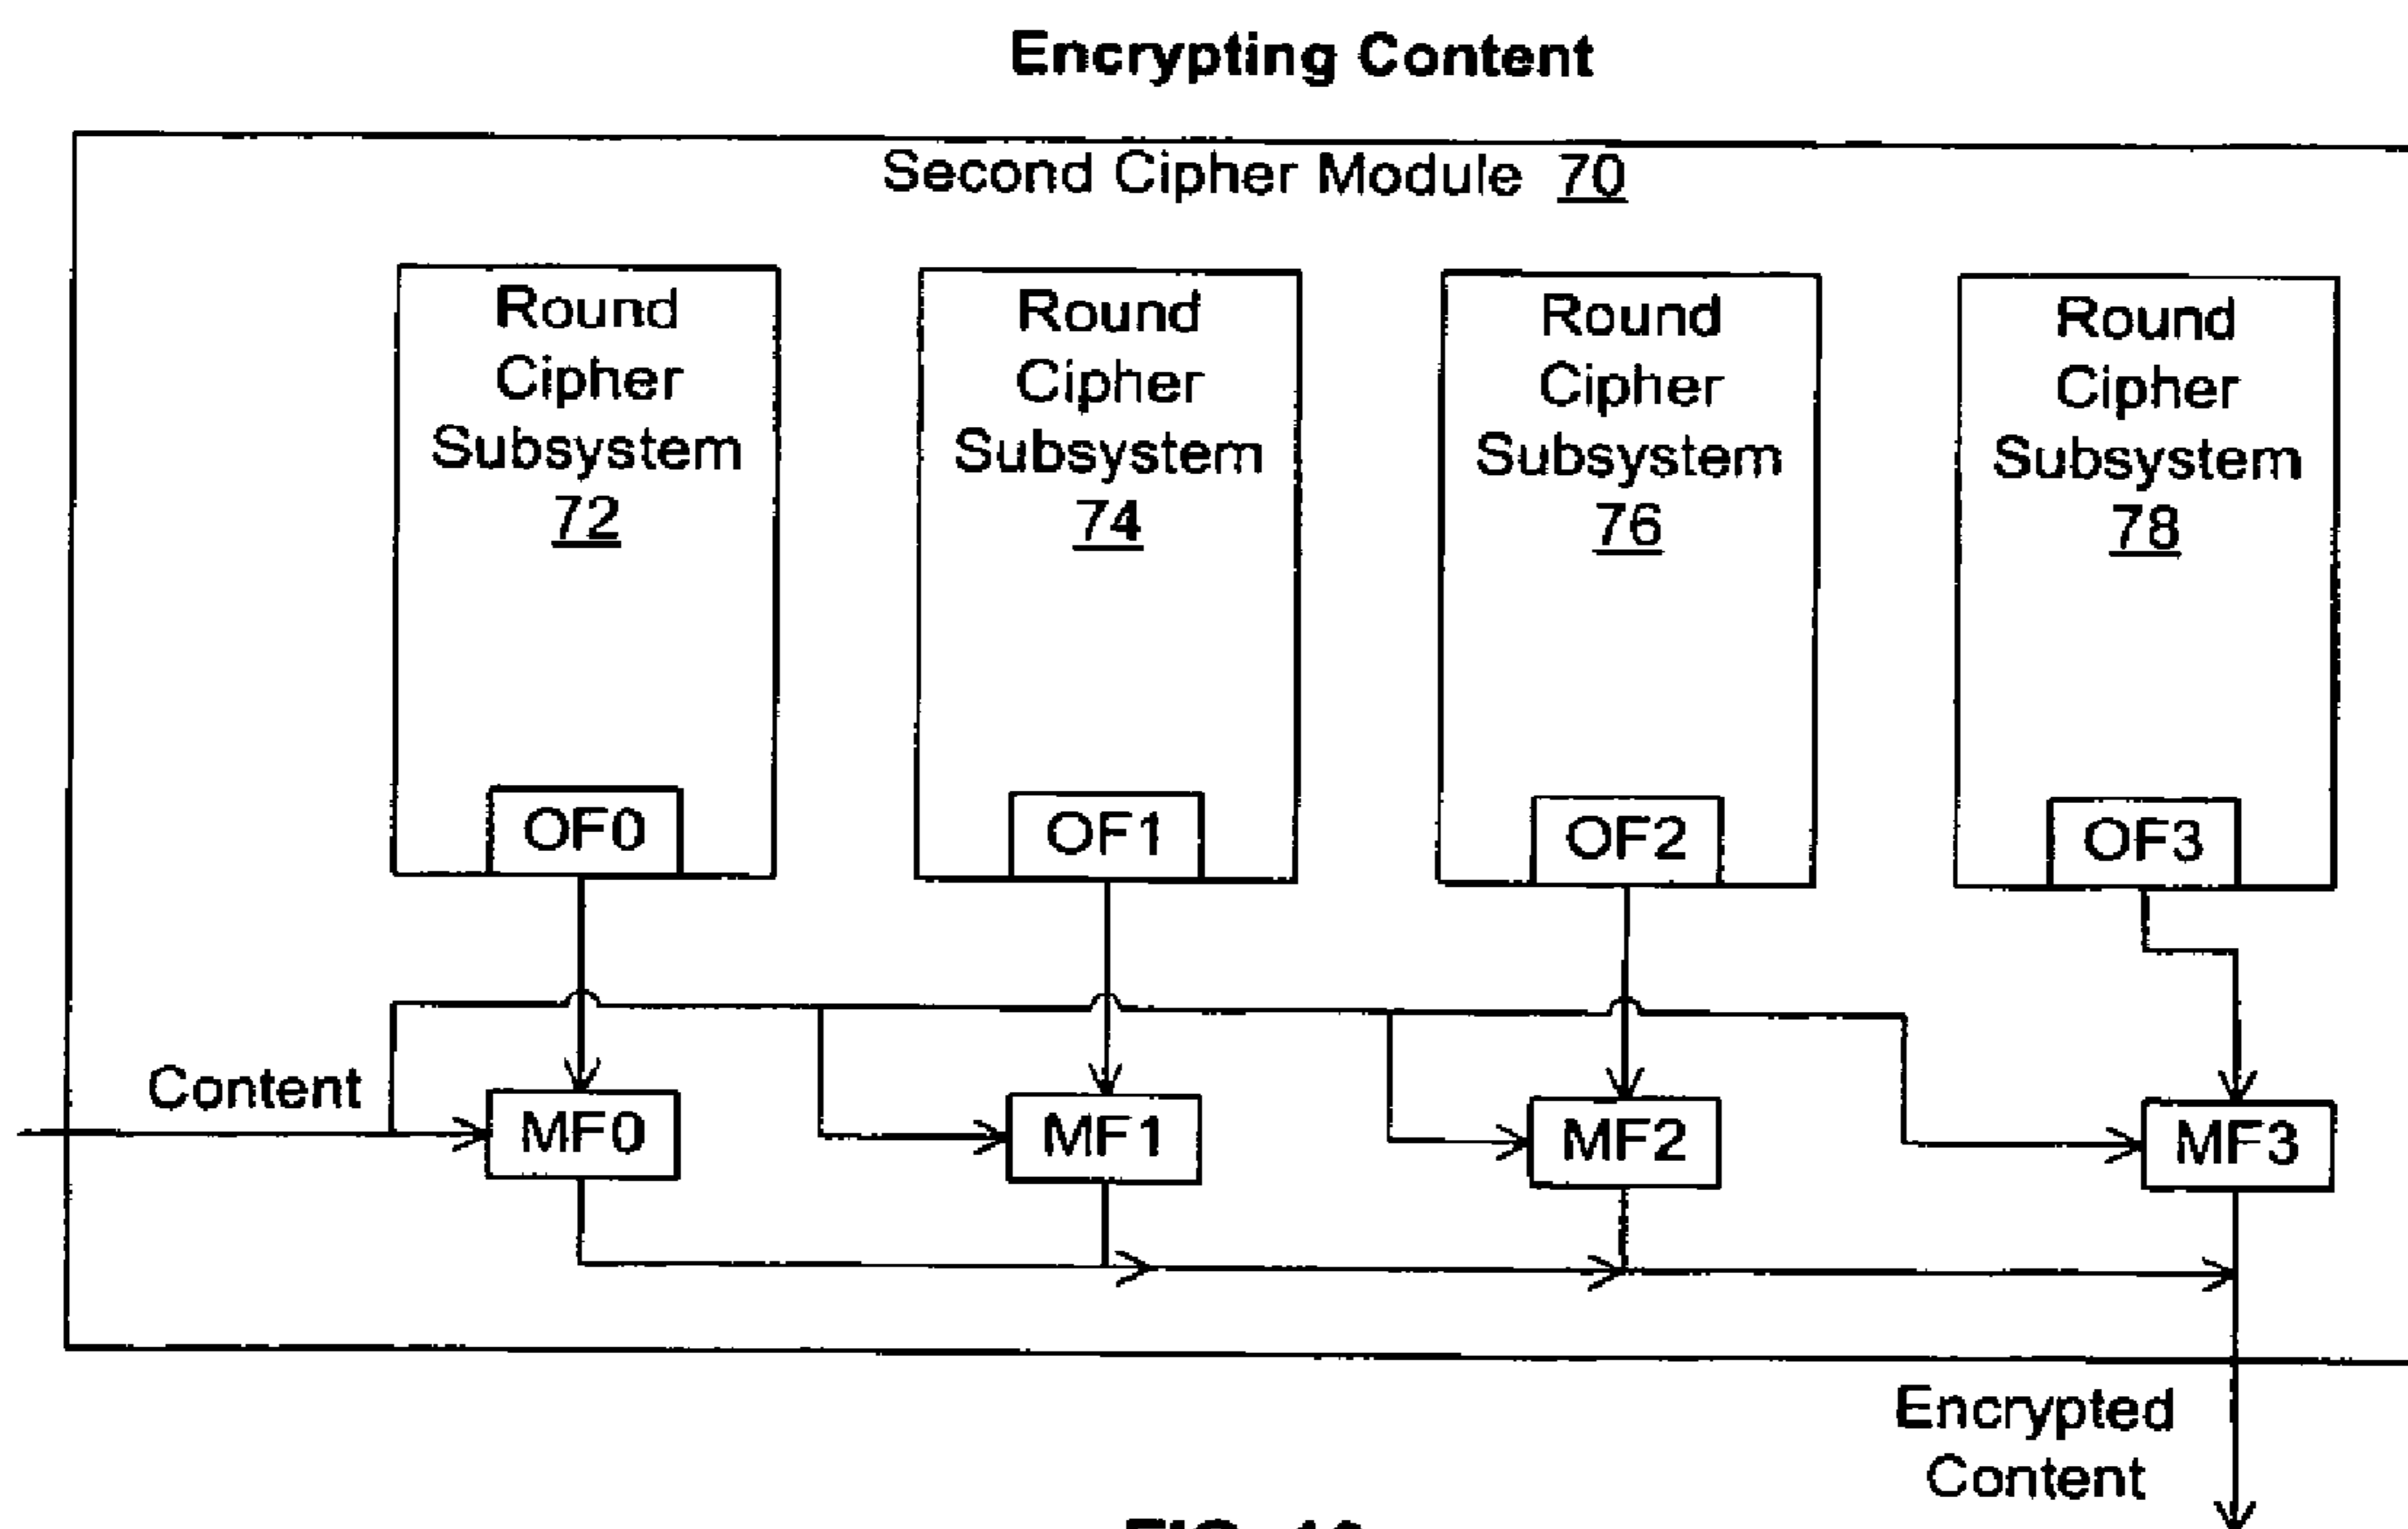 Encrypting Content
Second Cipher Module 70
Round
Cipher
Subsystem
72
Round
Cipher
Subsystem
74
Round
Cipher
Subsystem
76
Round
Cipher
Subsystem
78
OF0
OF1
OF2
OF3
Content
MF0
MF1
MF2
MF3
Encrypted
Content